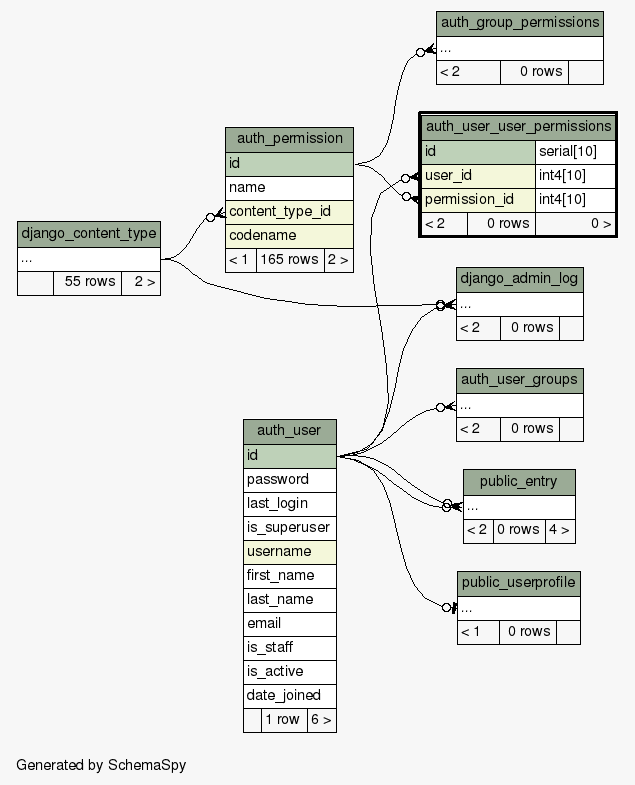 auth_group_permissions
...
< 2 0 rows
auth_user_user_permissions
id serial[10]
user_id int4[10]
permission_id int4[10]
< 2 0 rows 0 >
auth_permission
id
name
content_type_id
codename
< 1 165 rows 2 >
django_content_type
...
55 rows 2 >
django_admin_log
...
< 2 0 rows
auth_user_groups
...
< 2 0 rows
auth_user
id
password
last_login
is_superuser
username
first_name
last_name
email
is_staff
is_active
date_joined
1 row 6 >
public_entry
...
< 2 0 rows 4 >
public_userprofile
...
< 1 0 rows
Generated by SchemaSpy